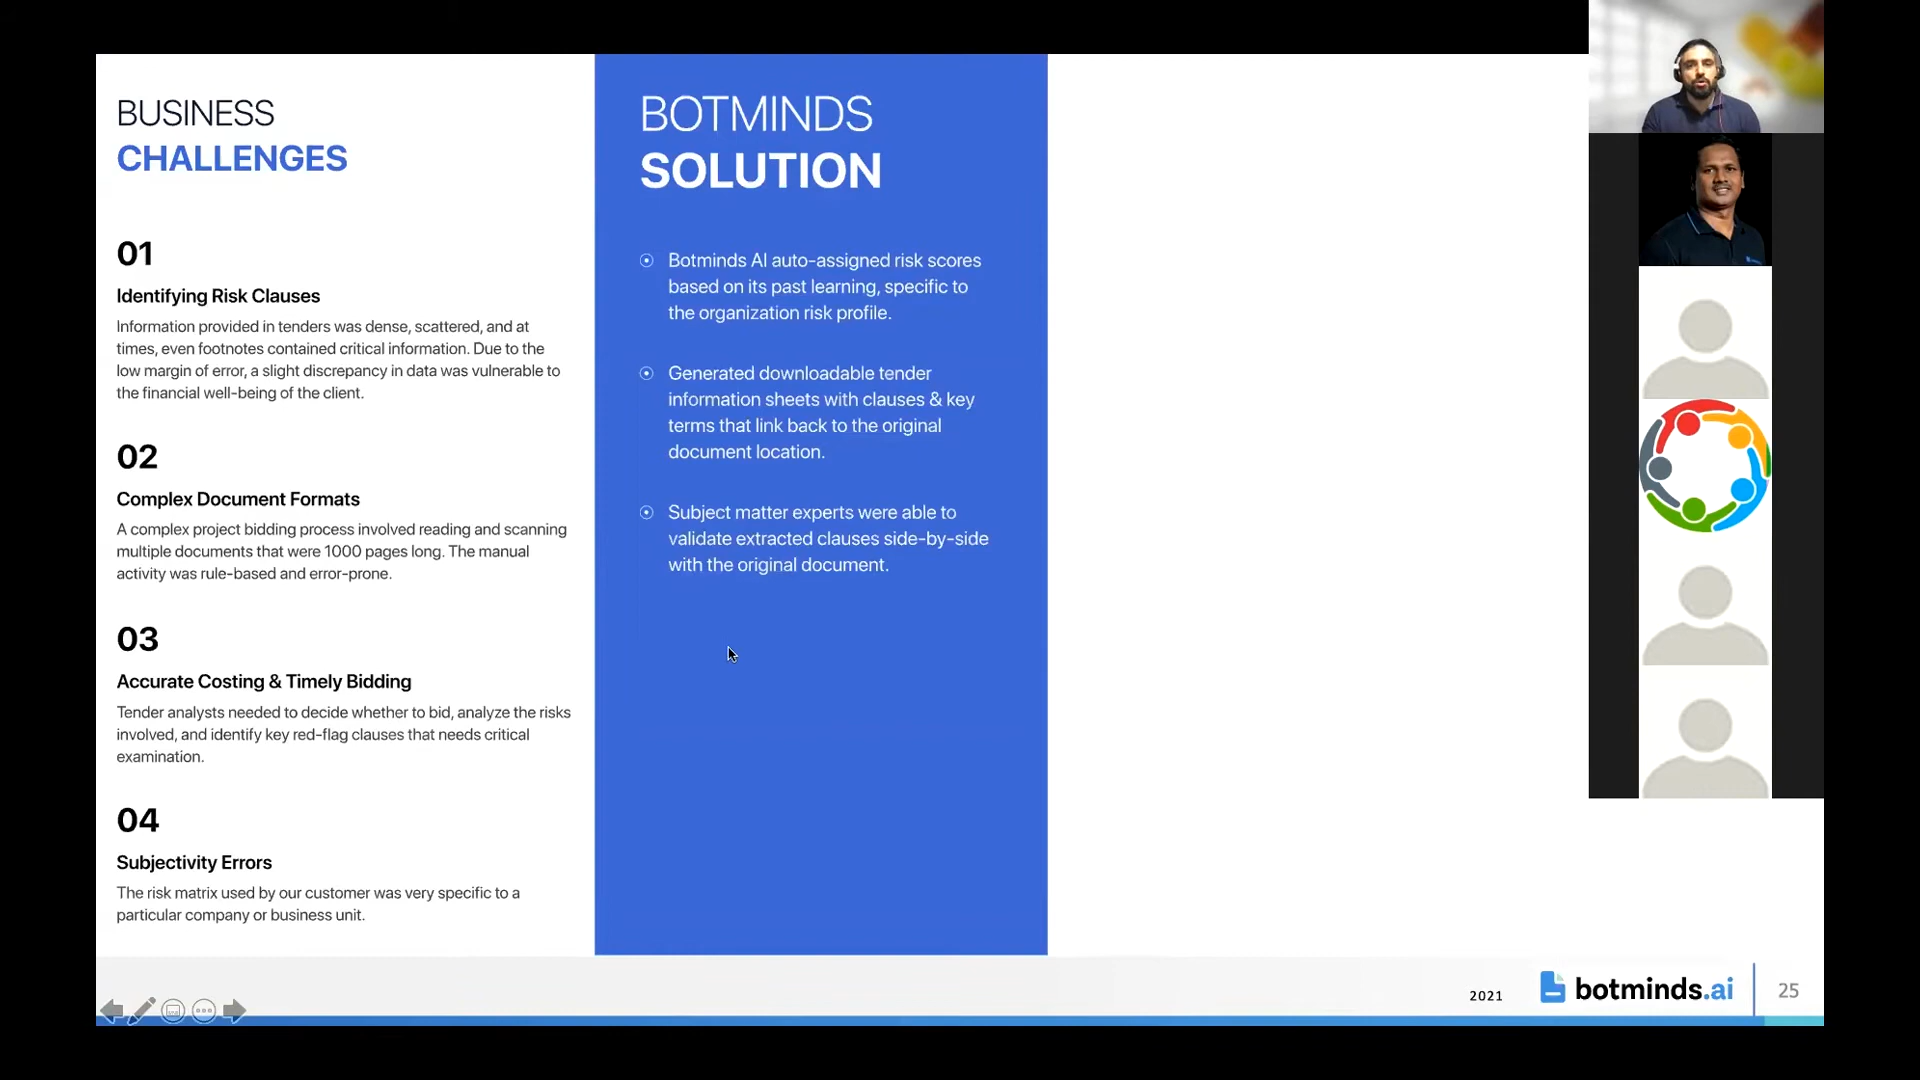 BUSINESS
CHALLENGES
01
Identifying Risk Clauses
Information provided in tenders was dense, scattered, and at
times, even footnotes contained critical information. Due to the
low margin of error, a slight discrepancy in data was vulnerable to
the financial well-being of the client.
02
Complex Document Formats
A complex project bidding process involved reading and scanning
multiple documents that were 1000 pages long. The manual
activity was rule-based and error-prone.
03
Accurate Costing & Timely Bidding
Tender analysts needed to decide whether to bid, analyze the risks
involved, and identify key red-flag clauses that needs critical
examination.
04
Subjectivity Errors
The risk matrix used by our customer was very specific to a
particular company or business unit.
BOTMINDS
SOLUTION
Botminds AI auto-assigned risk scores
based on its past learning, specific to
the organization risk profile.
Generated downloadable tender
information sheets with clauses & key
terms that link back to the original
document location.
Subject matter experts were able to
validate extracted clauses side-by-side
with the original document.
2021
botminds.ai
25